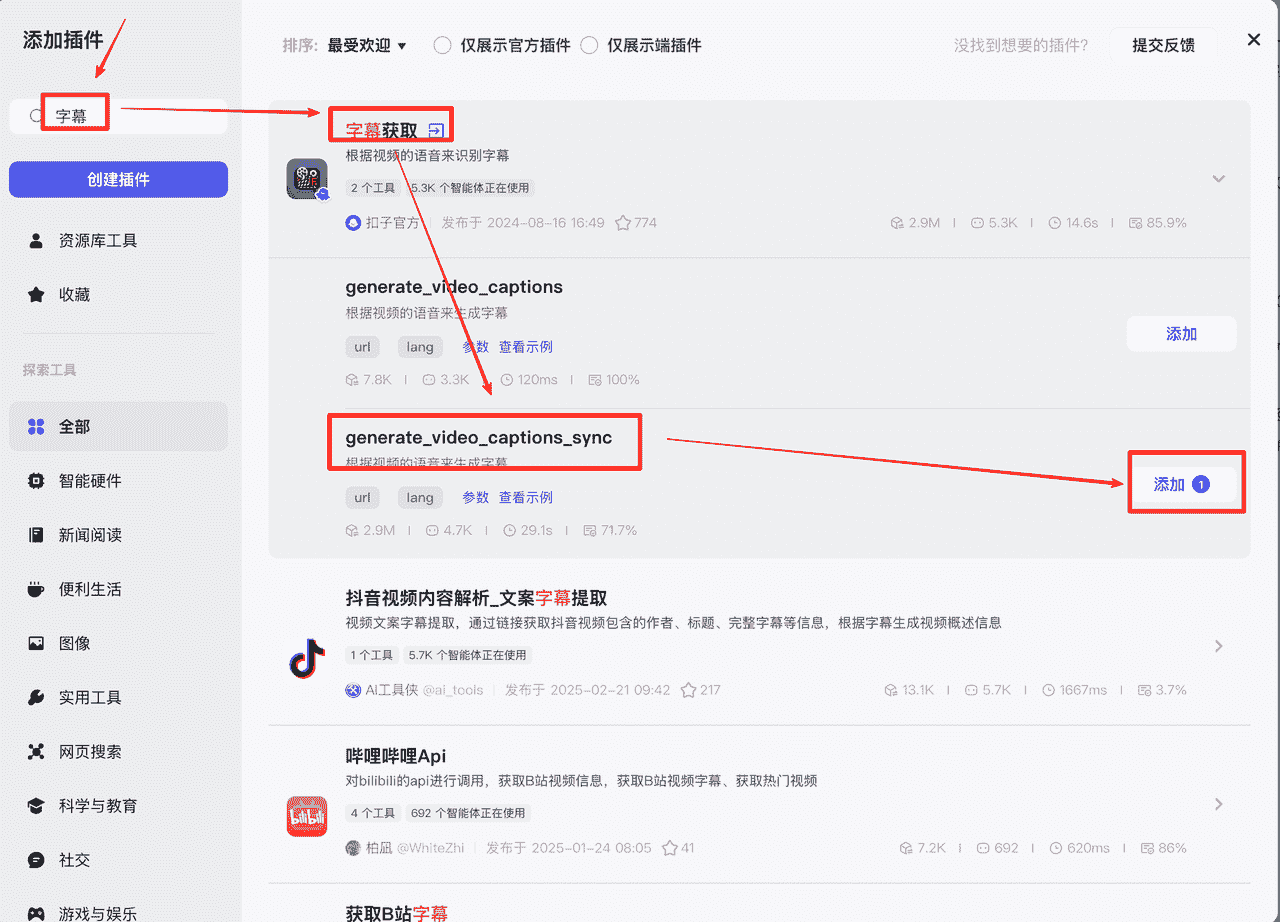 添加插件
字幕
创建插件
资源库工具
收藏
探索工具
全部
智能硬件
新闻阅读
便利生活
图像
实用工具
网页搜索
科学与教育
社交
游戏与娱乐
排序: 最受欢迎 仅展示官方插件 仅展示端插件 没找到想要的插件? 提交反馈
字幕获取
根据视频的语音来识别字幕
2 个工具 5.3K 个智能体正在使用
扣子官方 发布于 2024-08-16 16:49 774 2.9M 5.3K 14.6s 85.9%
generate_video_captions
根据视频的语音来生成字幕
添加
url lang 参数 查看示例
7.8K 3.3K 120ms 100%
generate_video_captions_sync
根据视频的语音来生成字幕
添加 1
url lang 参数 查看示例
2.9M 4.7K 29.1s 71.7%
抖音视频内容解析_文案字幕提取
视频文案字幕提取，通过链接获取抖音视频包含的作者、标题、完整字幕等信息，根据字幕生成视频概述信息
1 个工具 5.7K 个智能体正在使用
AI工具侠 @ai_tools 发布于 2025-02-21 09:42 217 13.1K 5.7K 1667ms 3.7%
哔哩哔哩Api
对bilibili的api进行调用，获取B站视频信息，获取B站视频字幕、获取热门视频
4 个工具 692 个智能体正在使用
bilibili
柏凪 @WhiteZhi 发布于 2025-01-24 08:05 41 7.2K 692 620ms 86%
获取B站字幕